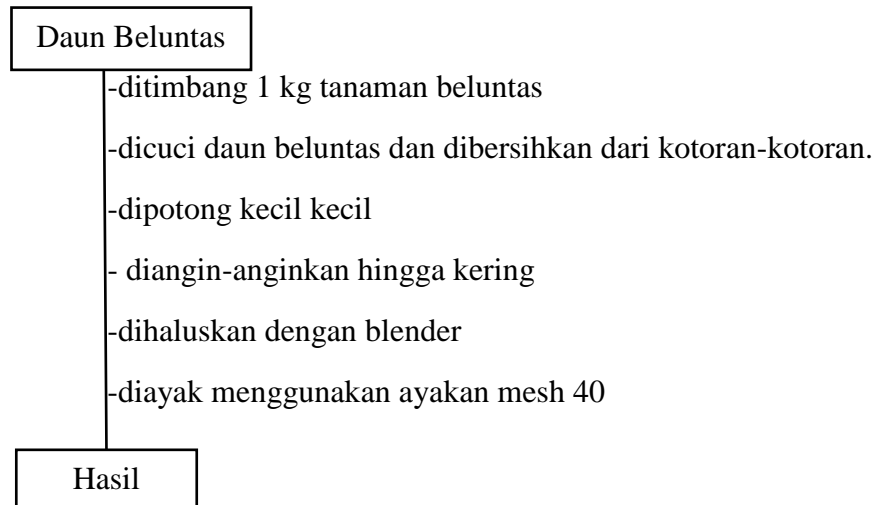 Daun Beluntas
-ditimbang 1 kg tanaman beluntas
-dicuci daun beluntas dan dibersihkan dari kotoran-kotoran.
-dipotong kecil kecil
- diangin-anginkan hingga kering
-dihaluskan dengan blender
-diayak menggunakan ayakan mesh 40
Hasil